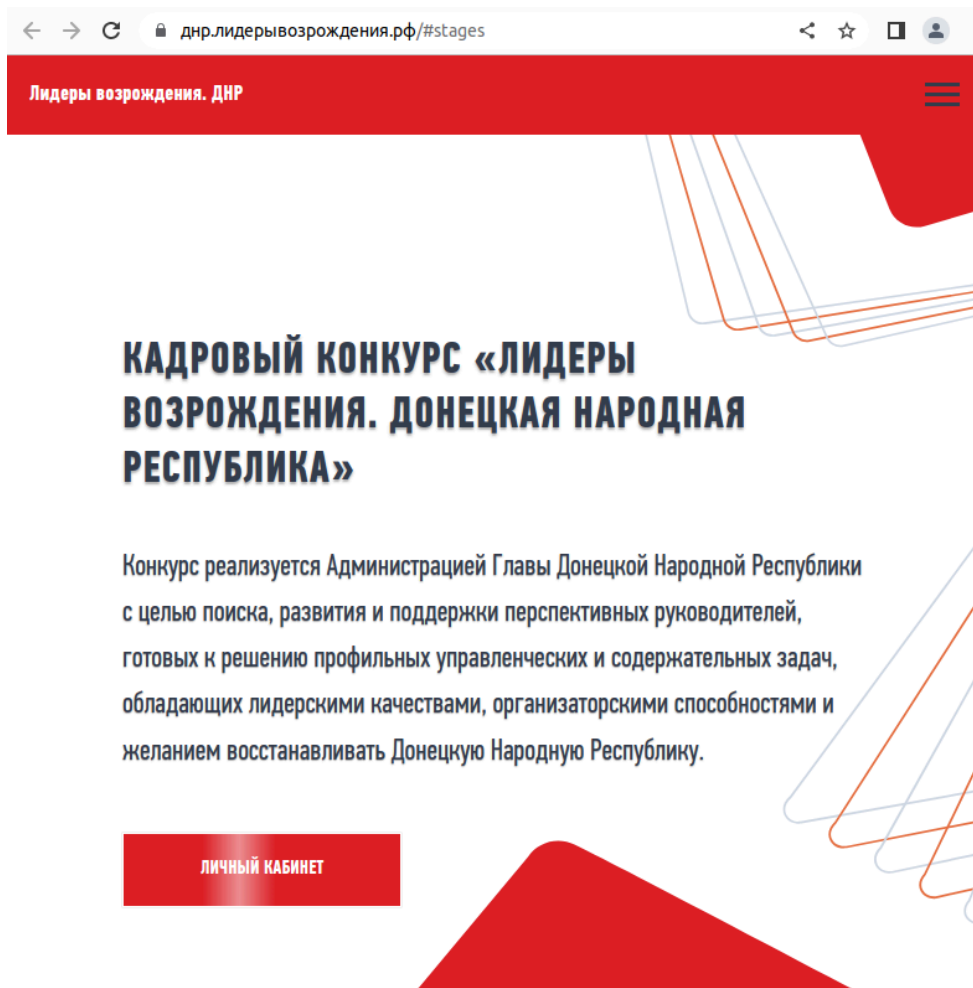 днр.лидерывозрождения.рф/#stages
Лидеры возрождения. ДНР
КАДРОВЫЙ КОНКУРС «ЛИДЕРЫ
ВОЗРОЖДЕНИЯ. ДОНЕЦКАЯ НАРОДНАЯ
РЕСПУБЛИКА»
Конкурс реализуется Администрацией Главы Донецкой Народной Республики
с целью поиска, развития и поддержки перспективных руководителей,
готовых к решению профильных управленческих и содержательных задач,
обладающих лидерскими качествами, организаторскими способностями и
желанием восстанавливать Донецкую Народную Республику.
ЛИЧНЫЙ КАБИНЕТ